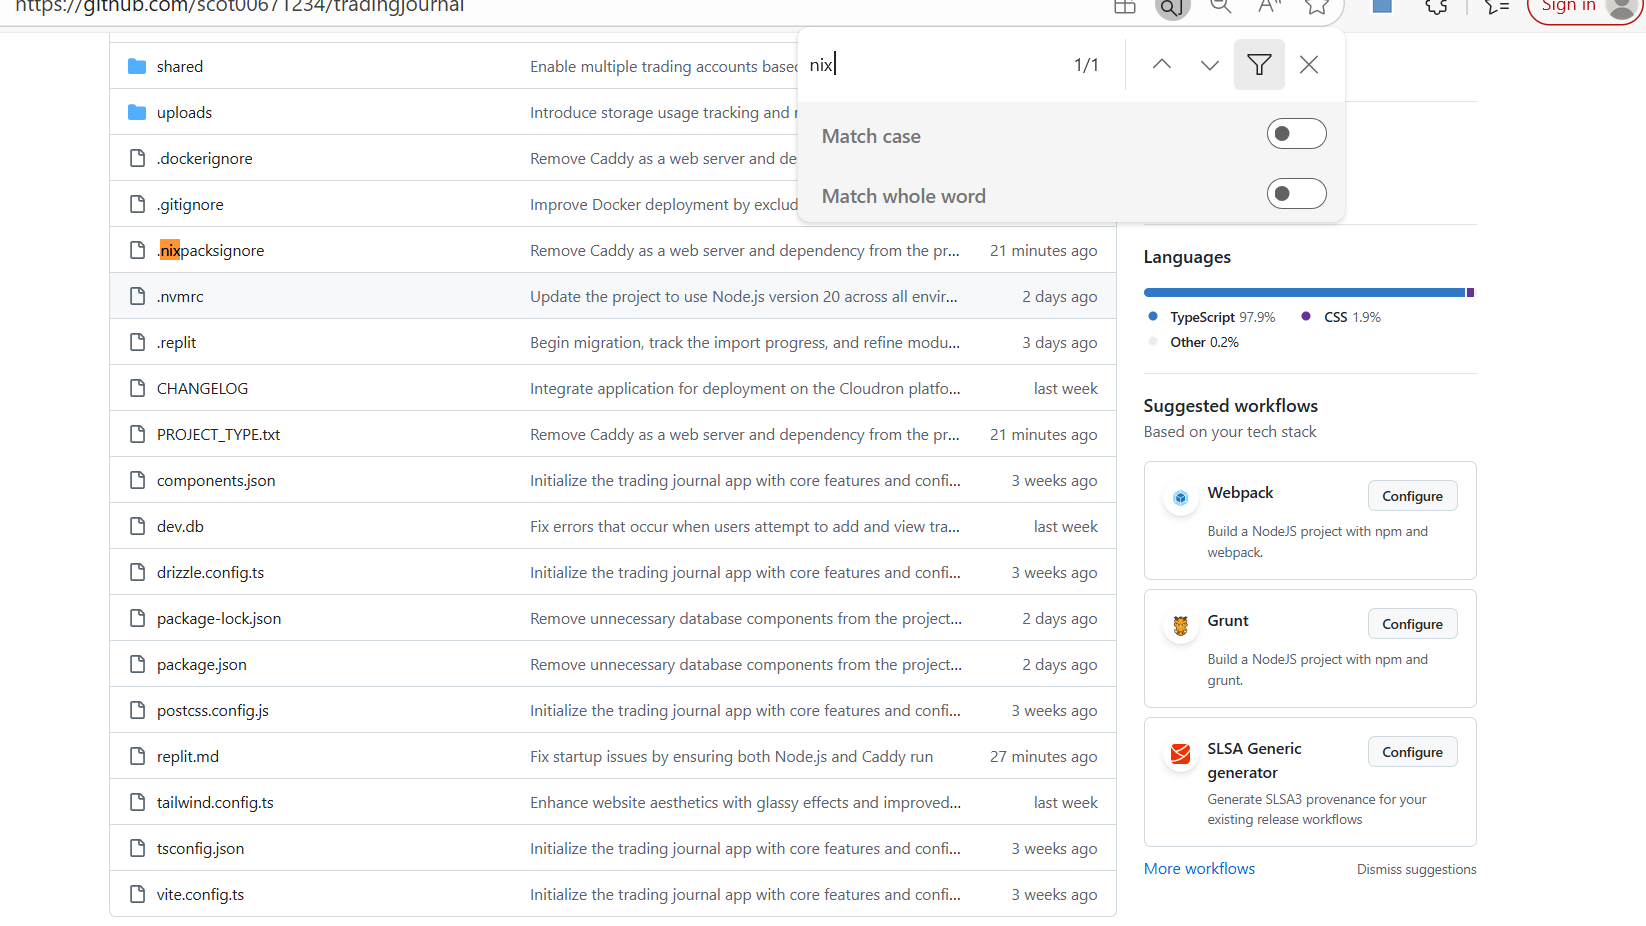 https://github.com/scot00671234/tradingjournal
Sign in
nix
1/1
Match case
Match whole word
shared
Enable multiple trading accounts based
uploads
Introduce storage usage tracking and
.dockerignore
Remove Caddy as a web server and de
.gitignore
Improve Docker deployment by exclud
.nixpacksignore
Remove Caddy as a web server and dependency from the pr...
21 minutes ago
.nvmrc
Update the project to use Node.js version 20 across all envir...
2 days ago
.replit
Begin migration, track the import progress, and refine modu...
3 days ago
CHANGELOG
Integrate application for deployment on the Cloudron platfo...
last week
PROJECT_TYPE.txt
Remove Caddy as a web server and dependency from the pr...
21 minutes ago
components.json
Initialize the trading journal app with core features and confi...
3 weeks ago
dev.db
Fix errors that occur when users attempt to add and view tra...
last week
drizzle.config.ts
Initialize the trading journal app with core features and confi...
3 weeks ago
package-lock.json
Remove unnecessary database components from the project...
2 days ago
package.json
Remove unnecessary database components from the project...
2 days ago
postcss.config.js
Initialize the trading journal app with core features and confi...
3 weeks ago
replit.md
Fix startup issues by ensuring both Node.js and Caddy run
27 minutes ago
tailwind.config.ts
Enhance website aesthetics with glassy effects and improved...
last week
tsconfig.json
Initialize the trading journal app with core features and confi...
3 weeks ago
vite.config.ts
Initialize the trading journal app with core features and confi...
3 weeks ago
Languages
TypeScript 97.9%
CSS 1.9%
Other 0.2%
Suggested workflows
Based on your tech stack
Webpack
Configure
Build a NodeJS project with npm and
webpack.
Grunt
Configure
Build a NodeJS project with npm and
grunt.
SLSA Generic
generator
Configure
Generate SLSA3 provenance for your
existing release workflows
More workflows
Dismiss suggestions